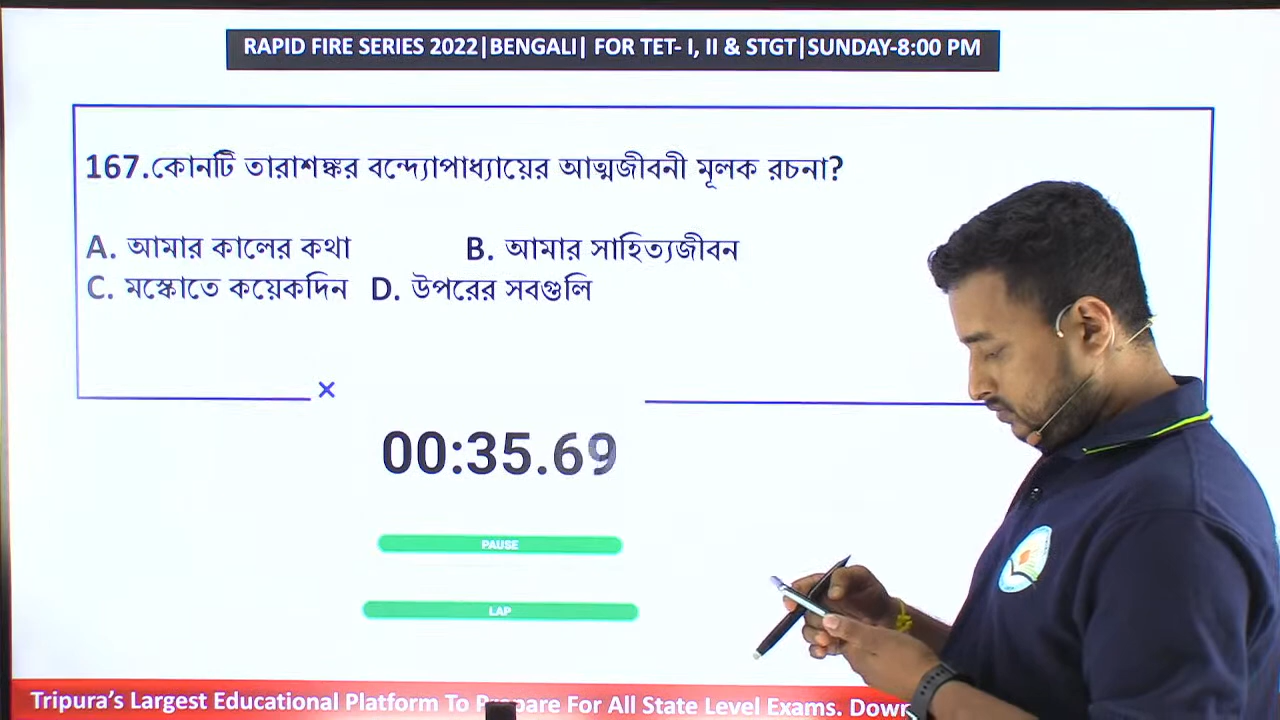 RAPID FIRE SERIES 2022|BENGALI| FOR TET- I, II & STGT|SUNDAY-8:00 PM
167.কোনটি তারাশঙ্কর বন্দ্যোপাধ্যায়ের আত্মজীবনী মূলক রচনা?
A. আমার কালের কথা B. আমার সাহিত্যজীবন
C. মস্কোতে কয়েকদিন D. উপরের সবগুলি
×
00:35.69
PAUSE
LAP
Tripura's Largest Educational Platform To Prepare For All State Level Exams.